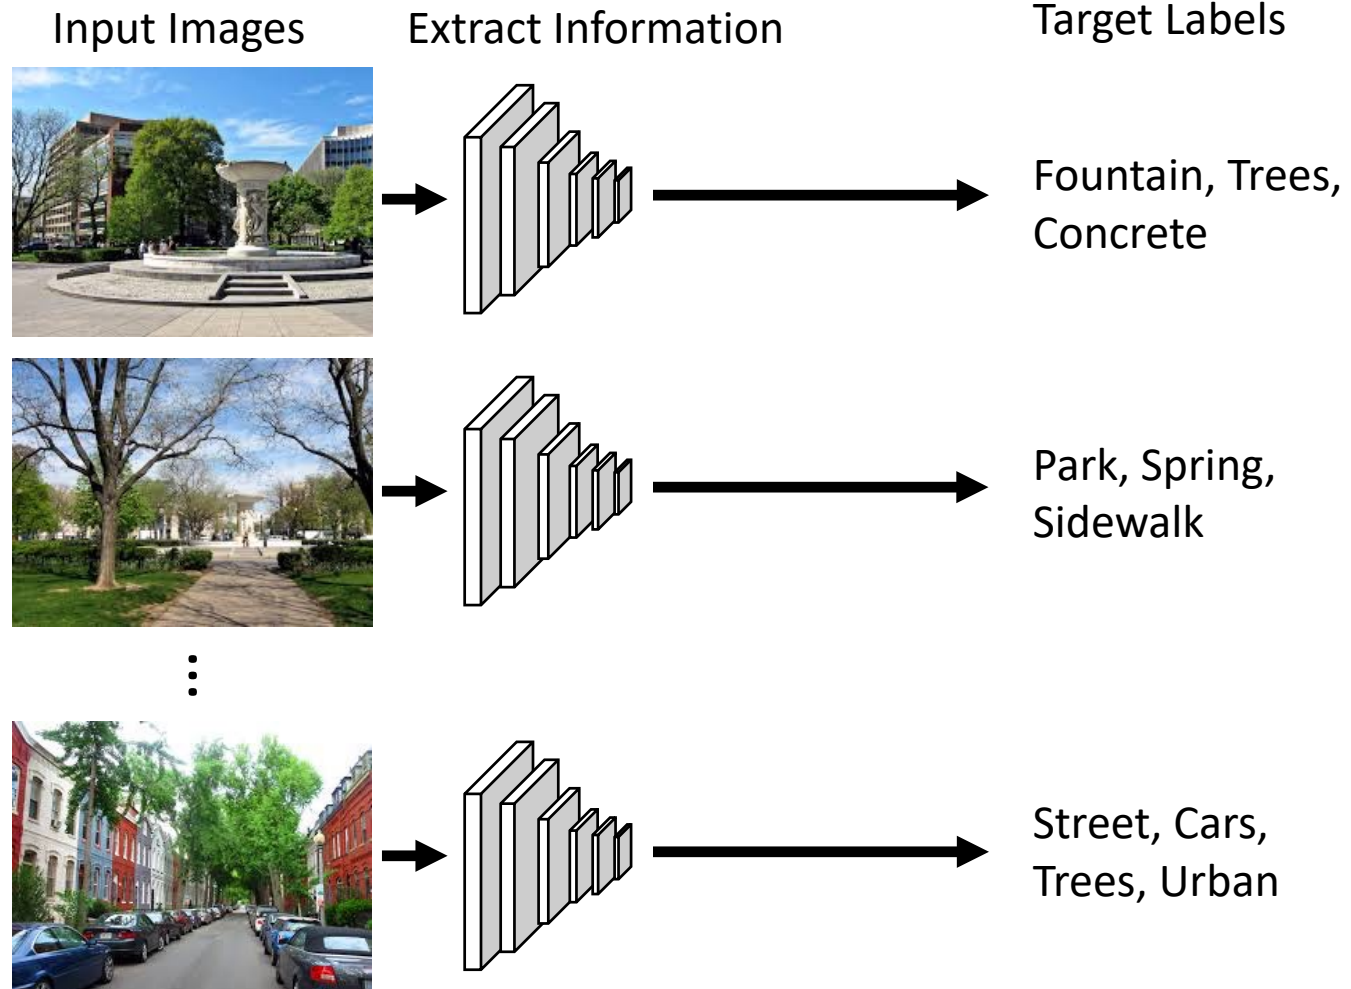 Input Images
Extract Information
Target Labels
Fountain, Trees,
Concrete
Park, Spring,
Sidewalk
Street, Cars,
Trees, Urban